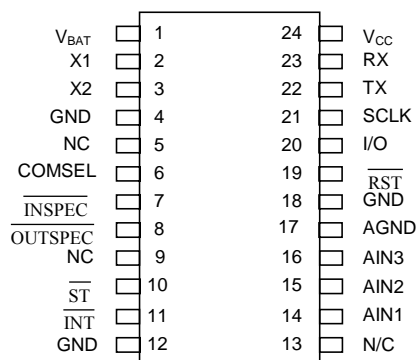 VBAT 1 24 VCC
X1 2 23 RX
X2 3 22 TX
GND 4 21 SCLK
NC 5 20 I/O
COMSEL 6 19 RST
INSPEC 7 18 GND
OUTSPEC 8 17 AGND
NC 9 16 AIN3
ST 10 15 AIN2
INT 11 14 AIN1
GND 12 13 N/C